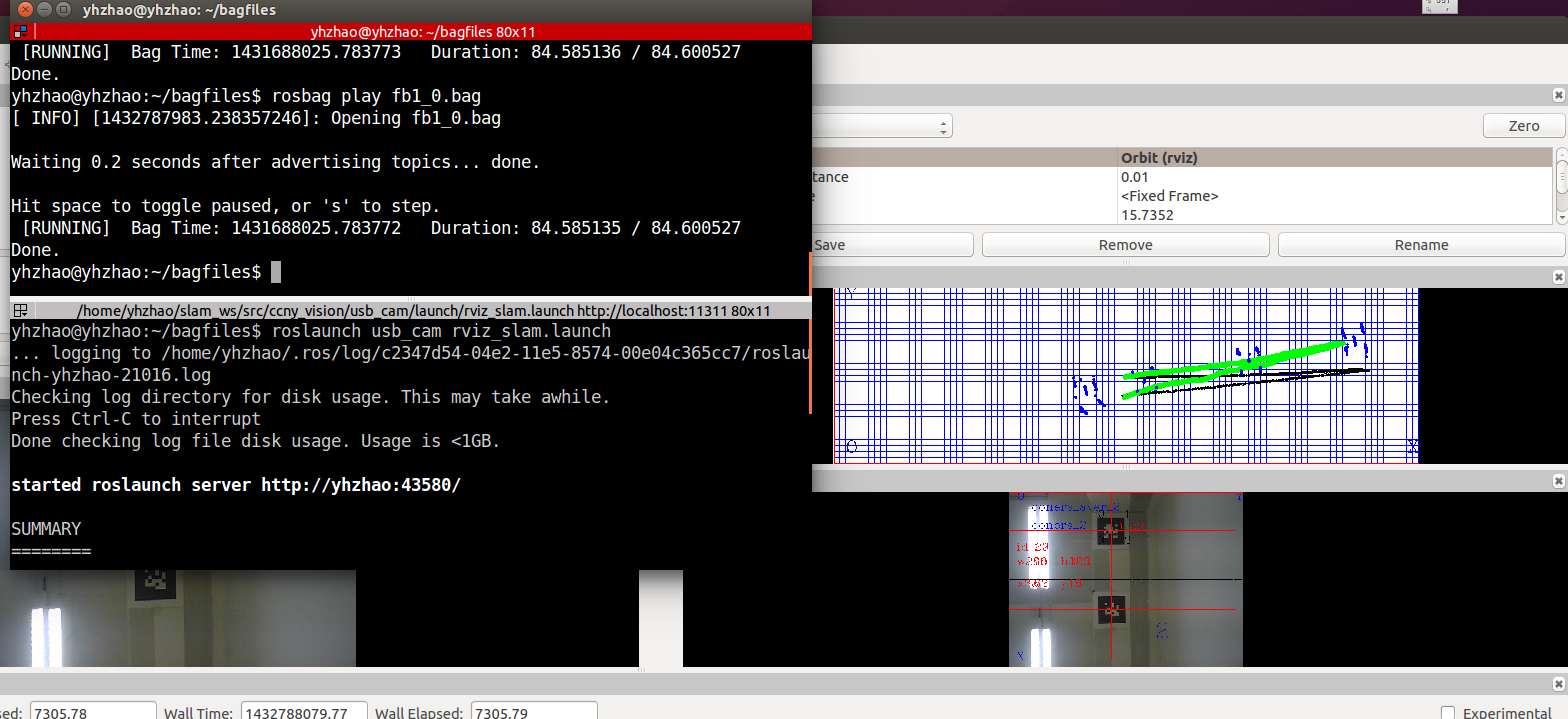 yhzhao@yhzhao: ~/bagfiles
yhzhao@yhzhao: ~/bagfiles 80x11
[RUNNING]  Bag Time: 1431688025.783773   Duration: 84.585136 / 84.600527
Done.
yhzhao@yhzhao:~/bagfiles$ rosbag play fb1_0.bag
[ INFO] [1432787983.238357246]: Opening fb1_0.bag
Waiting 0.2 seconds after advertising topics... done.
Hit space to toggle paused, or 's' to step.
[RUNNING]  Bag Time: 1431688025.783772   Duration: 84.585135 / 84.600527
Done.
yhzhao@yhzhao:~/bagfiles$
/home/yhzhao/slam_ws/src/ccny_vision/usb_cam/launch/rviz_slam.launch http://localhost:11311 80x11
yhzhao@yhzhao:~/bagfiles$ roslaunch usb_cam rviz_slam.launch
... logging to /home/yhzhao/.ros/log/c2347d54-04e2-11e5-8574-00e04c365cc7/roslau
nch-yhzhao-21016.log
Checking log directory for disk usage. This may take awhile.
Press Ctrl-C to interrupt
Done checking log file disk usage. Usage is <1GB.
started roslaunch server http://yhzhao:43580/
SUMMARY
========
Zero
Orbit (rviz)
tance 0.01
e <Fixed Frame>
15.7352
Save Remove Rename
Y
O X
id 23
X
sed: 7305.78 Wall Time: 1432788079.77 Wall Elapsed: 7305.79 Experimental